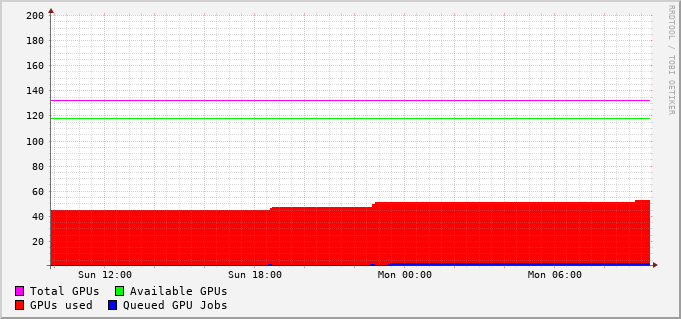 200
180
160
140
120
100
80
60
40
20
Sun 12:00 Sun 18:00 Mon 00:00 Mon 06:00
Total GPUs Available GPUs
GPUs used Queued GPU Jobs
RRDTOOL / TOBI OETIKER